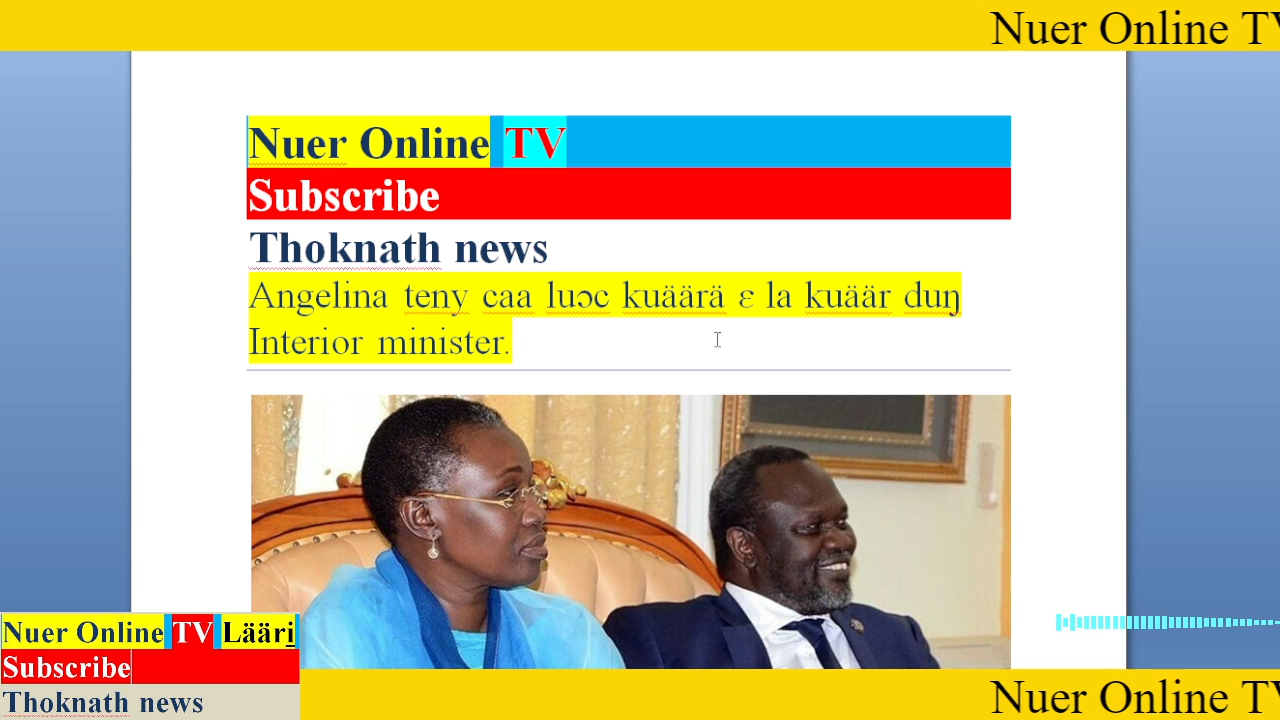 Nuer Online TV
Nuer Online TV
Subscribe
Thoknath news
Angelina teny caa luɔc kuäärä ɛ la kuäär duŋ
Interior minister.
Nuer Online TV Lääri
Subscribe
Thoknath news
Nuer Online TV